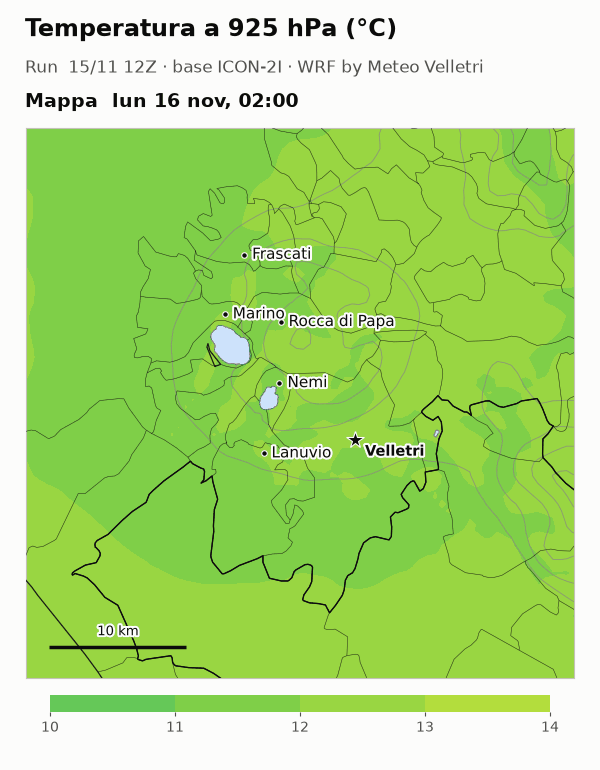 Temperatura a 925 hPa (°C)
Run  15/11 12Z · base ICON-2I · WRF by Meteo Velletri
Mappa  lun 16 nov, 02:00
Frascati
Marino
Rocca di Papa
Nemi
Velletri
Lanuvio
10 km
10 11 12 13 14